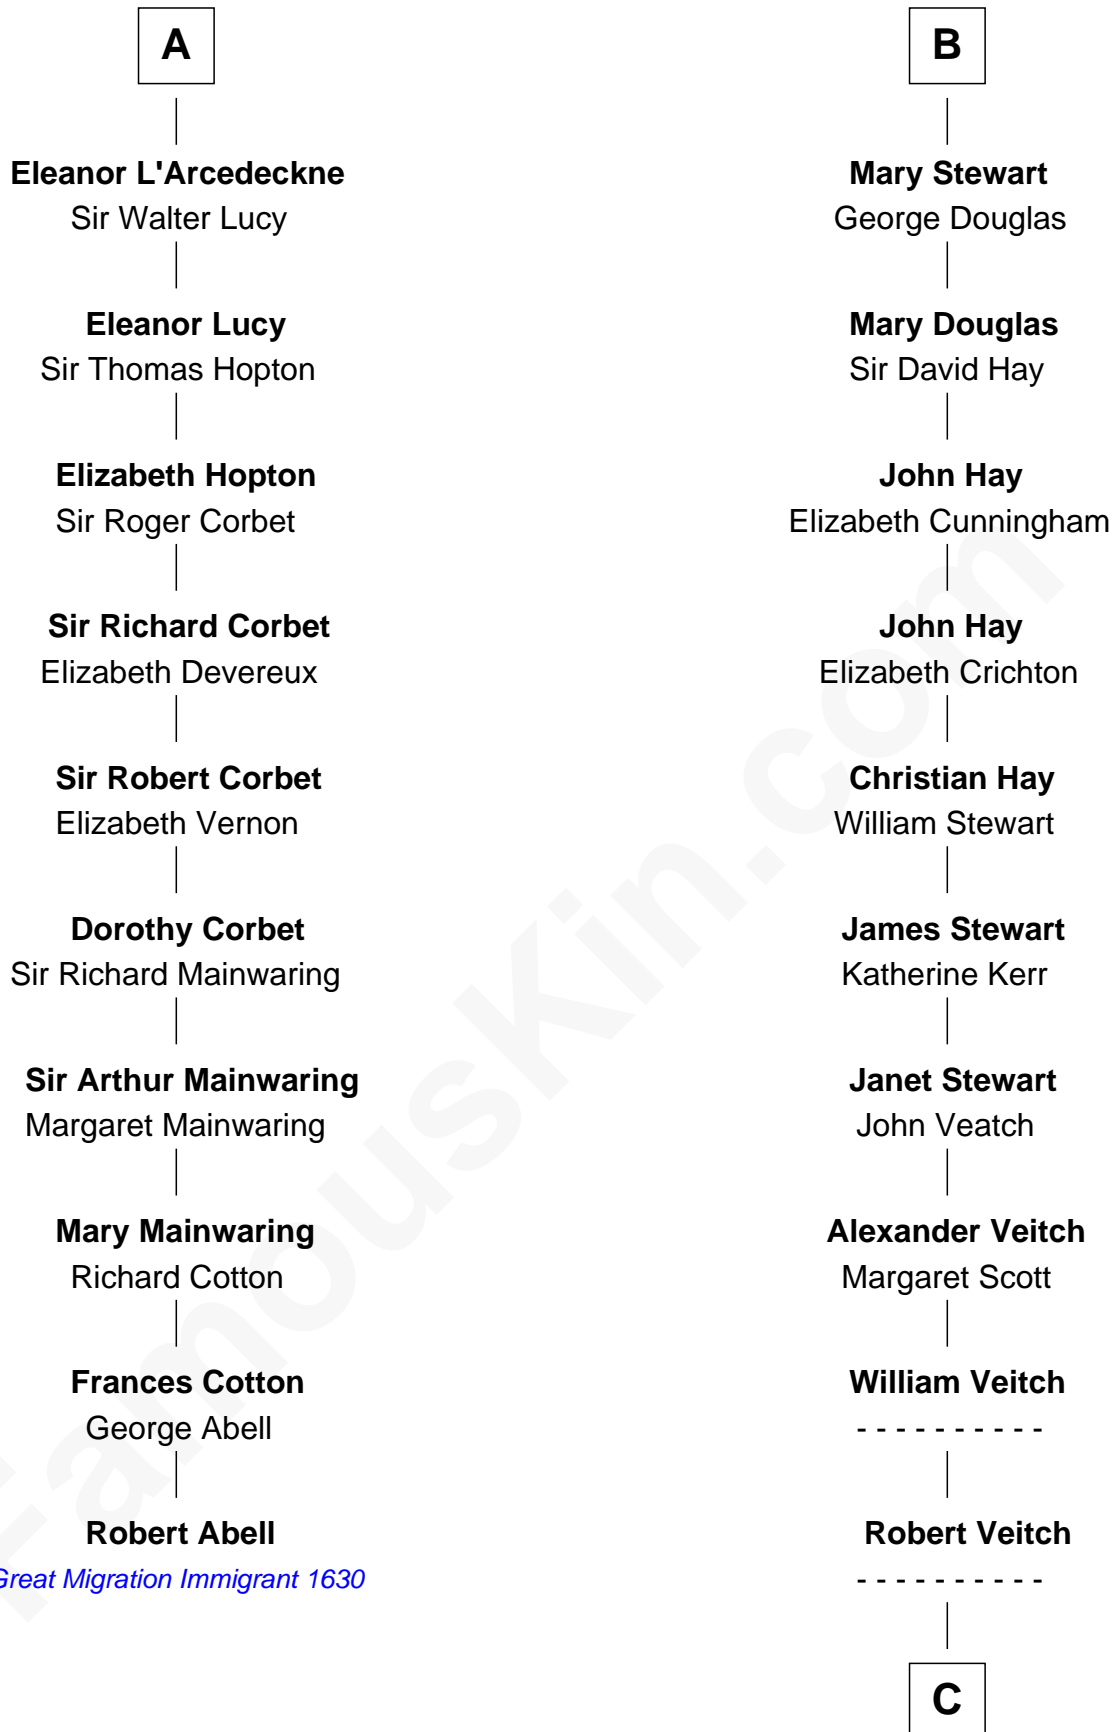 A
Eleanor L'Arcedeckne
Sir Walter Lucy
Eleanor Lucy
Sir Thomas Hopton
Elizabeth Hopton
Sir Roger Corbet
Sir Richard Corbet
Elizabeth Devereux
Sir Robert Corbet
Elizabeth Vernon
Dorothy Corbet
Sir Richard Mainwaring
Sir Arthur Mainwaring
Margaret Mainwaring
Mary Mainwaring
Richard Cotton
Frances Cotton
George Abell
Robert Abell
Great Migration Immigrant 1630
B
Mary Stewart
George Douglas
Mary Douglas
Sir David Hay
John Hay
Elizabeth Cunningham
John Hay
Elizabeth Crichton
Christian Hay
William Stewart
James Stewart
Katherine Kerr
Janet Stewart
John Veatch
Alexander Veitch
Margaret Scott
William Veitch
- - - - - - - - - -
Robert Veitch
- - - - - - - - - -
C
FamousKin.com